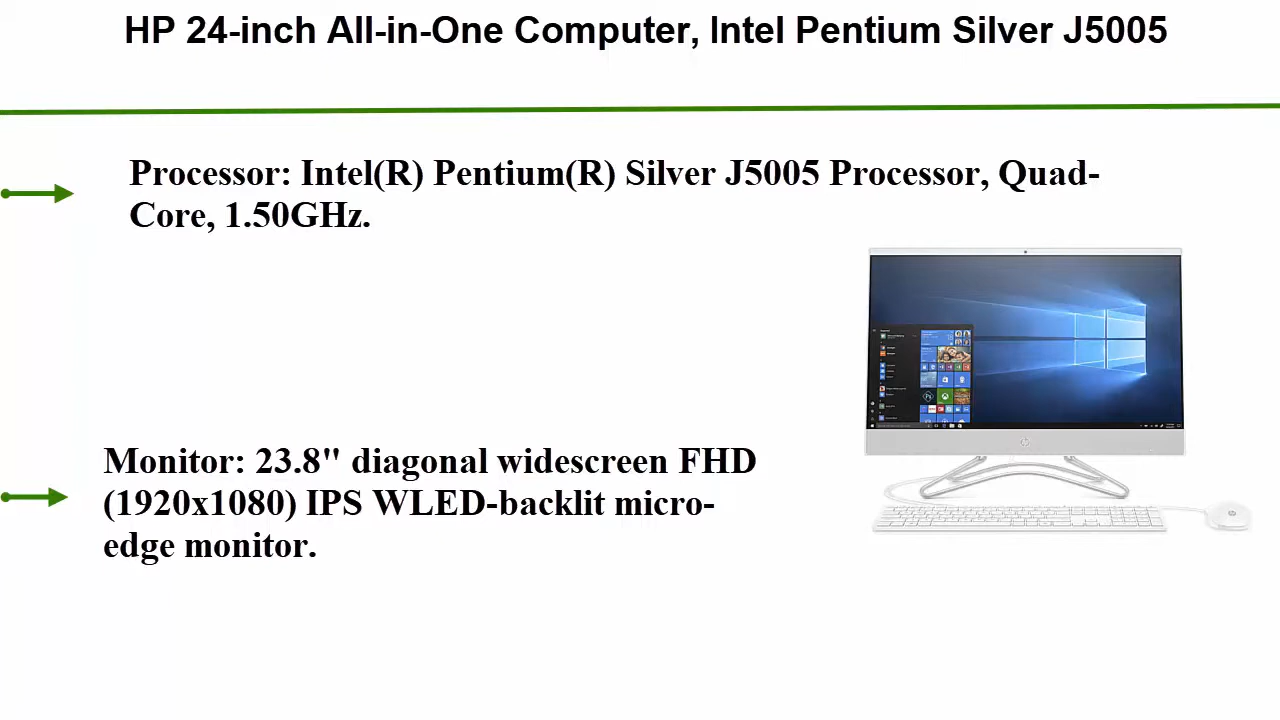 HP 24-inch All-in-One Computer, Intel Pentium Silver J5005
Processor: Intel(R) Pentium(R) Silver J5005 Processor, Quad-
Core, 1.50GHz.
Monitor: 23.8" diagonal widescreen FHD
(1920x1080) IPS WLED-backlit micro-
edge monitor.